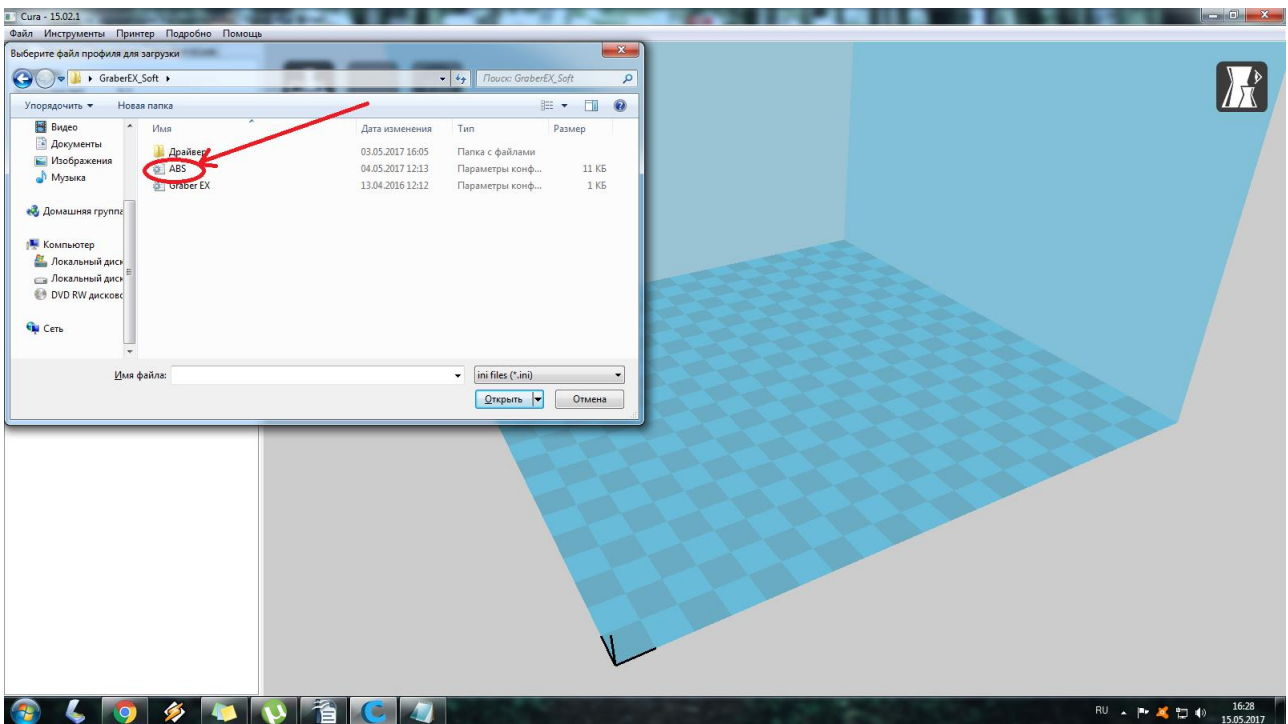 Cura - 15.02.1
Файл Инструменты Принтер Подробно Помощь
Выберите файл профиля для загрузки
GraberEX_Soft
Поиск: GraberEX_Soft
Упорядочить Новая папка
Имя Дата изменения Тип Размер
Видео
Документы
Изображения
Музыка
Домашняя группа
Компьютер
Локальный диск
Локальный диск
DVD RW дисково
Сеть
Драйвер 03.05.2017 16:05 Папка с файлами
ABS 04.05.2017 12:13 Параметры конф... 11 КБ
Graber EX 13.04.2016 12:12 Параметры конф... 1 КБ
Имя файла: ini files (*.ini)
Открыть Отмена
RU 16:28
15.05.2017